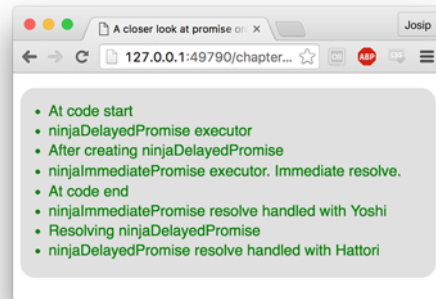 A closer look at promise or
Josip
127.0.0.1:49790/chapter...
ABP
At code start
ninjaDelayedPromise executor
After creating ninjaDelayedPromise
ninjaImmediatePromise executor. Immediate resolve.
At code end
ninjaImmediatePromise resolve handled with Yoshi
Resolving ninjaDelayedPromise
ninjaDelayedPromise resolve handled with Hattori